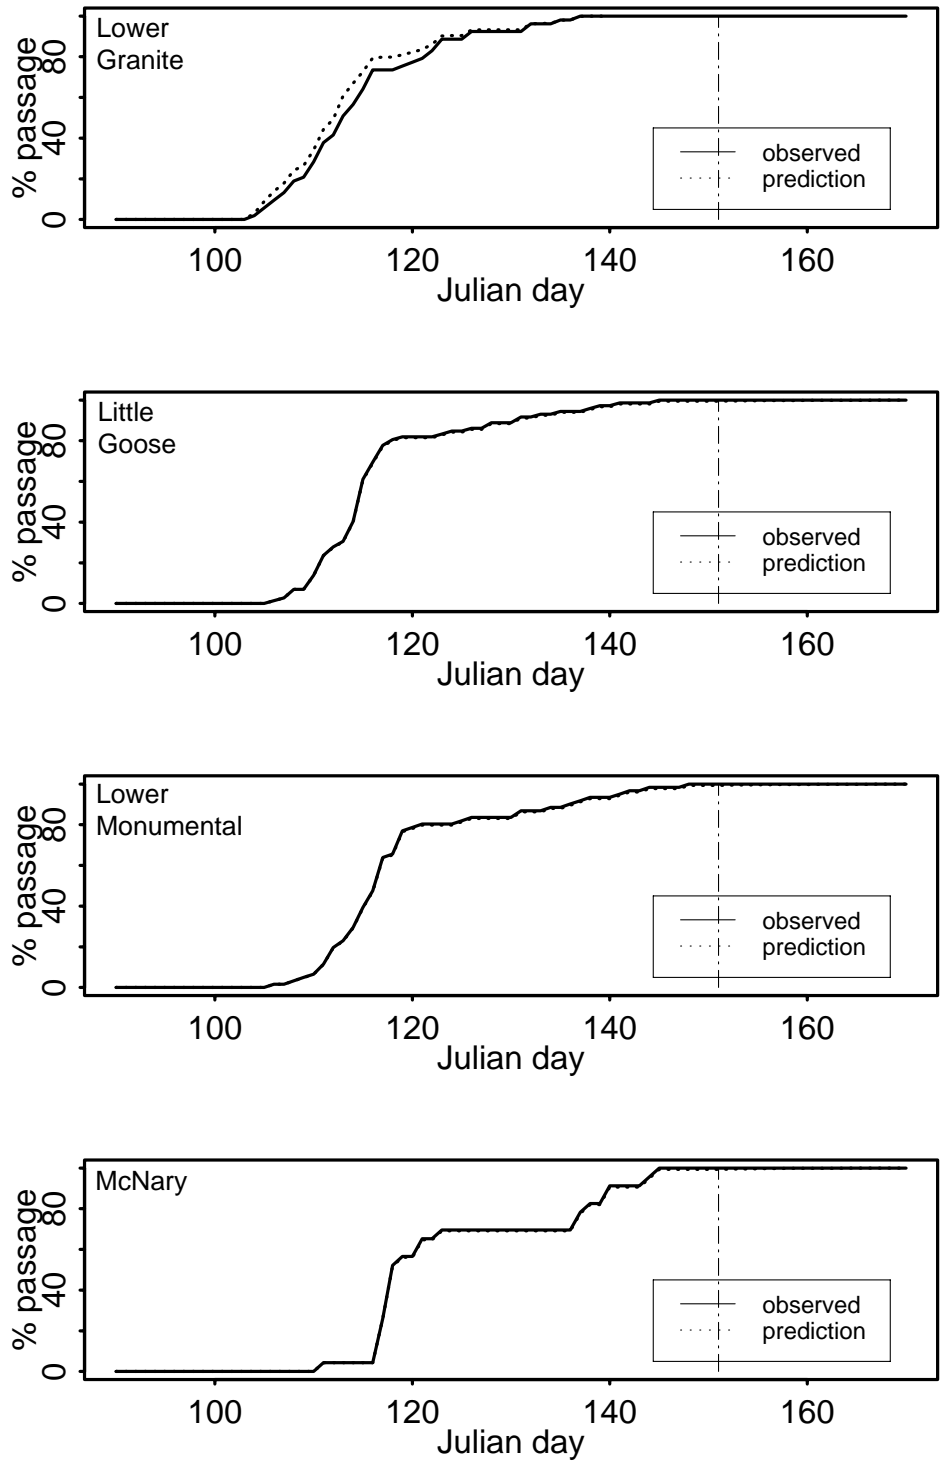 Lower
Granite
% passage
0 40 80
observed
prediction
100 120 140 160
Julian day
Little
Goose
% passage
0 40 80
observed
prediction
100 120 140 160
Julian day
Lower
Monumental
% passage
0 40 80
observed
prediction
100 120 140 160
Julian day
McNary
% passage
0 40 80
observed
prediction
100 120 140 160
Julian day